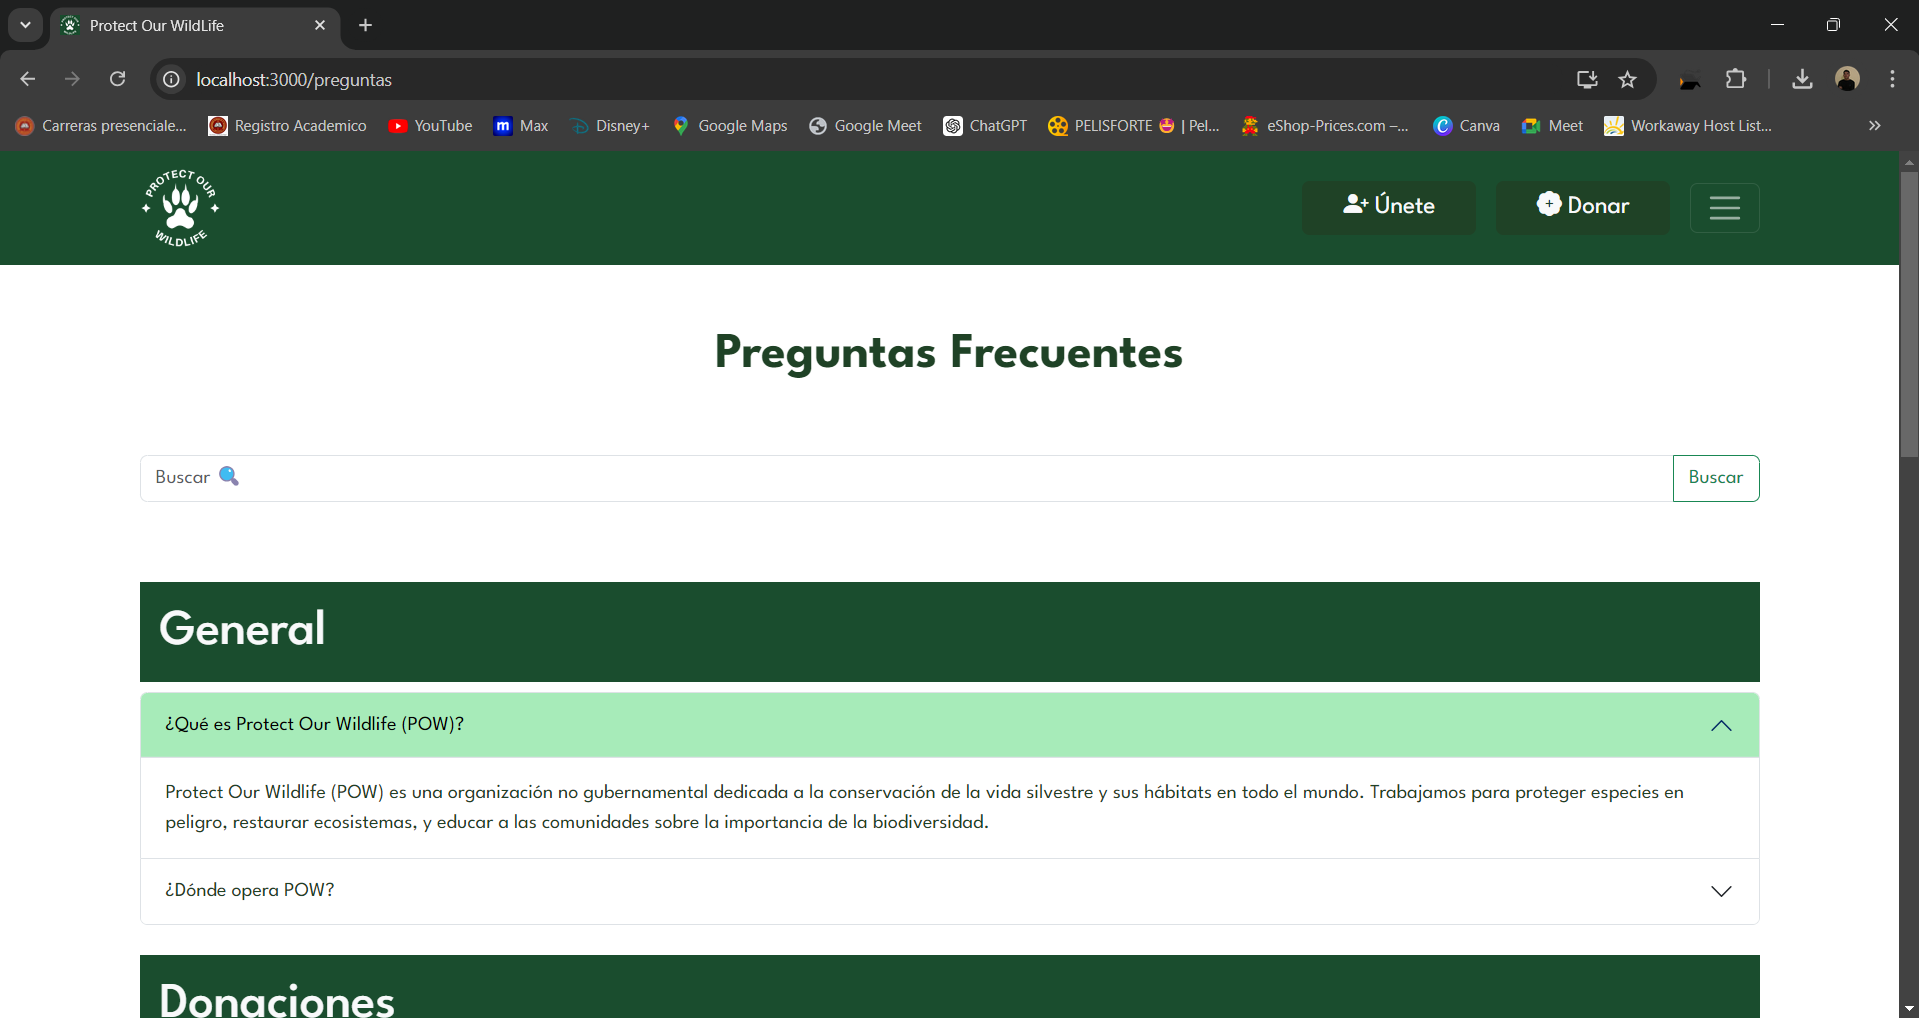 Protect Our WildLife
localhost:3000/preguntas
Carreras presenciale...
Registro Academico
YouTube
m Max
Disney+
Google Maps
Google Meet
ChatGPT
PELISFORTE 🤩 | Pel...
eShop-Prices.com –...
C Canva
Meet
Workaway Host List...
PROTECT OUR
WILDLIFE
Únete
Donar
Preguntas Frecuentes
Buscar 🔍
Buscar
General
¿Qué es Protect Our Wildlife (POW)?
Protect Our Wildlife (POW) es una organización no gubernamental dedicada a la conservación de la vida silvestre y sus hábitats en todo el mundo. Trabajamos para proteger especies en
peligro, restaurar ecosistemas, y educar a las comunidades sobre la importancia de la biodiversidad.
¿Dónde opera POW?
Donaciones